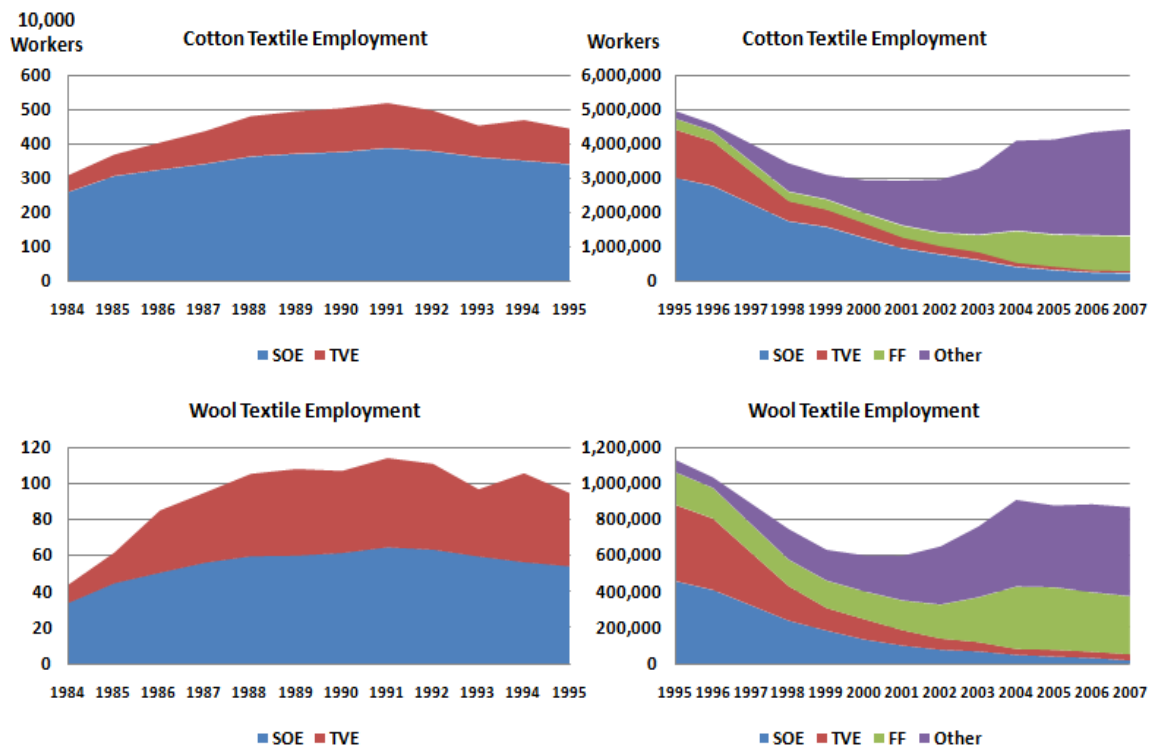 10,000
Workers
Cotton Textile Employment
600
500
400
300
200
100
0
1984 1985 1986 1987 1988 1989 1990 1991 1992 1993 1994 1995
SOE TVE
Workers
Cotton Textile Employment
6,000,000
5,000,000
4,000,000
3,000,000
2,000,000
1,000,000
0
1995 1996 1997 1998 1999 2000 2001 2002 2003 2004 2005 2006 2007
SOE TVE FF Other
Wool Textile Employment
120
100
80
60
40
20
0
1984 1985 1986 1987 1988 1989 1990 1991 1992 1993 1994 1995
SOE TVE
Wool Textile Employment
1,200,000
1,000,000
800,000
600,000
400,000
200,000
0
1995 1996 1997 1998 1999 2000 2001 2002 2003 2004 2005 2006 2007
SOE TVE FF Other